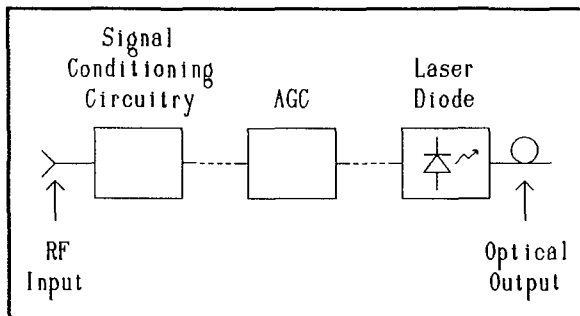 Signal
Conditioning
Circuitry
AGC
Laser
Diode
RF
Input
Optical
Output